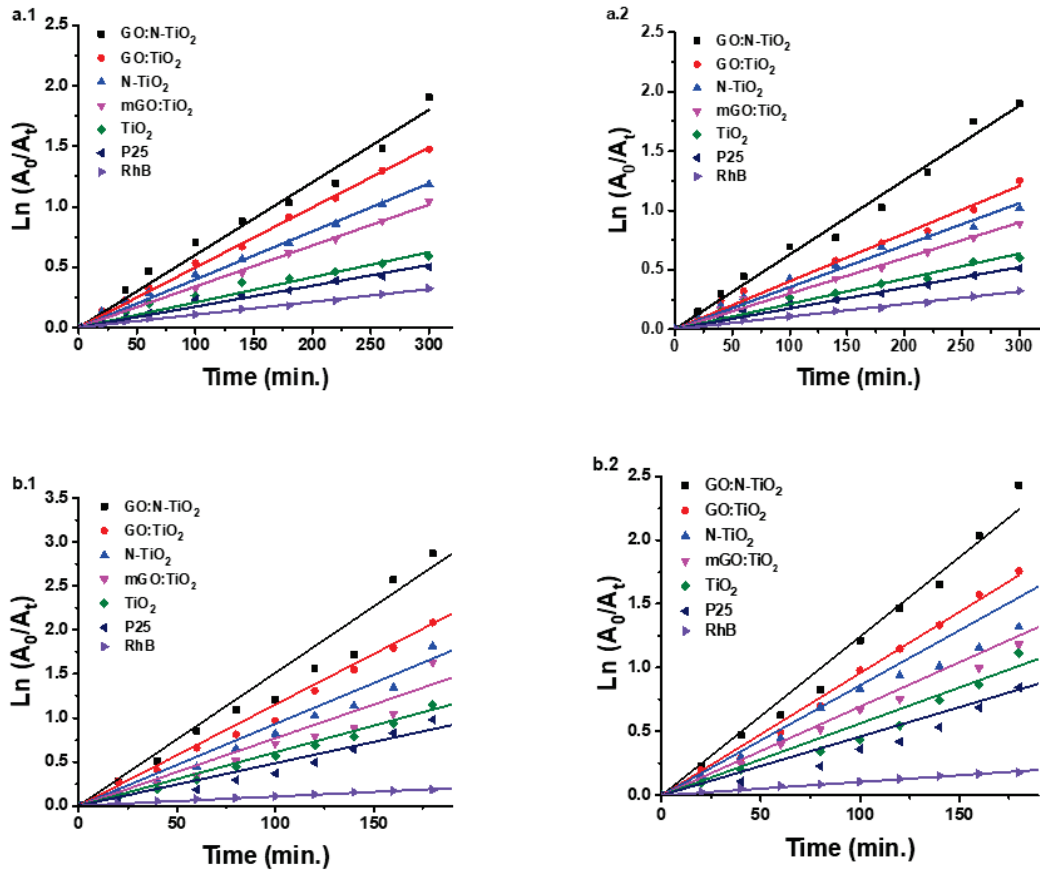 a.1
Ln (A₀/Aₜ)
2.5
2.0
1.5
1.0
0.5
0.0
GO:N-TiO₂
GO:TiO₂
N-TiO₂
mGO:TiO₂
TiO₂
P25
RhB
0 50 100 150 200 250 300
Time (min.)
a.2
Ln (A₀/Aₜ)
2.5
2.0
1.5
1.0
0.5
0.0
GO:N-TiO₂
GO:TiO₂
N-TiO₂
mGO:TiO₂
TiO₂
P25
RhB
0 50 100 150 200 250 300
Time (min.)
b.1
Ln (A₀/Aₜ)
3.5
3.0
2.5
2.0
1.5
1.0
0.5
0.0
GO:N-TiO₂
GO:TiO₂
N-TiO₂
mGO:TiO₂
TiO₂
P25
RhB
0 50 100 150
Time (min.)
b.2
Ln (A₀/Aₜ)
2.5
2.0
1.5
1.0
0.5
0.0
GO:N-TiO₂
GO:TiO₂
N-TiO₂
mGO:TiO₂
TiO₂
P25
RhB
0 50 100 150
Time (min.)